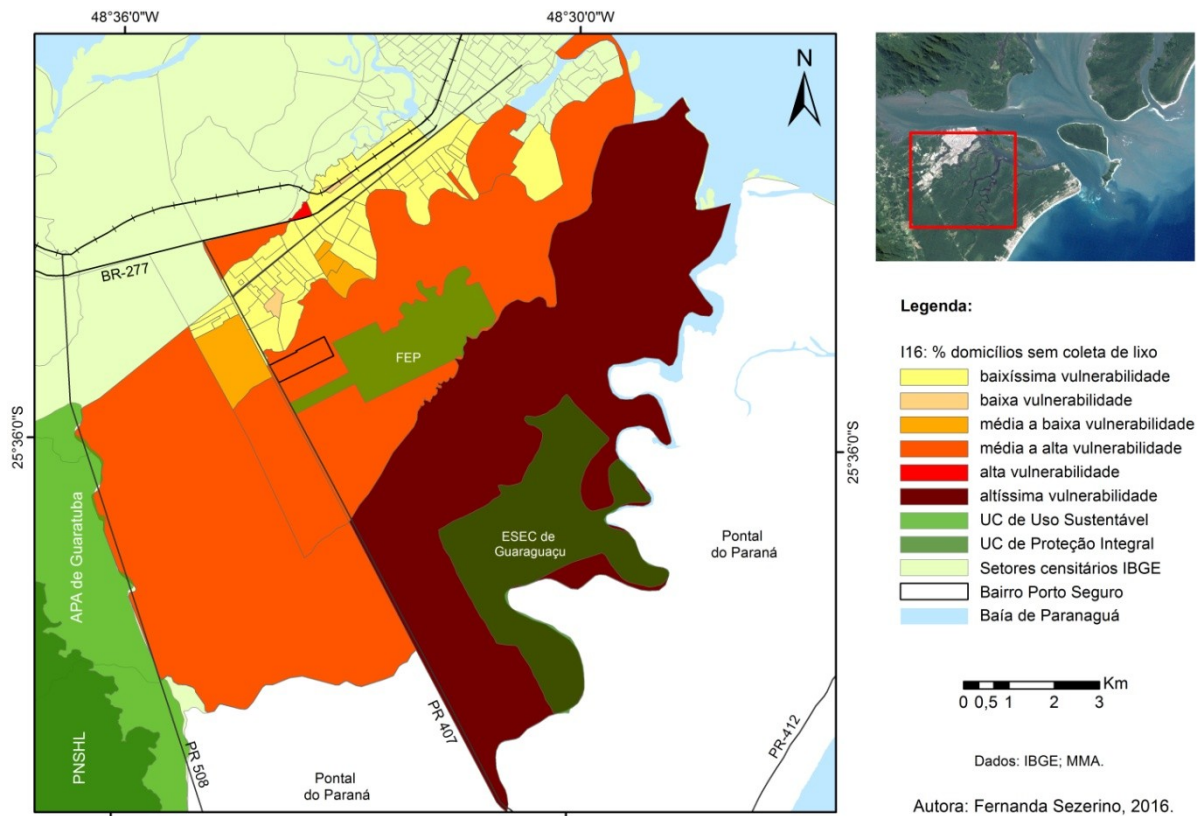 48°36'0"W
48°30'0"W
N
BR-277
FEP
25°36'0"S
25°36'0"S
APA de Guaratuba
ESEC de
Guaraguaçu
Pontal
do Paraná
PNSHL
PR 508
PR 407
PR-412
Pontal
do Paraná
Legenda:
I16: % domicílios sem coleta de lixo
baixíssima vulnerabilidade
baixa vulnerabilidade
média a baixa vulnerabilidade
média a alta vulnerabilidade
alta vulnerabilidade
altíssima vulnerabilidade
UC de Uso Sustentável
UC de Proteção Integral
Setores censitários IBGE
Bairro Porto Seguro
Baía de Paranaguá
Km
0 0,5 1 2 3
Dados: IBGE; MMA.
Autora: Fernanda Sezerino, 2016.